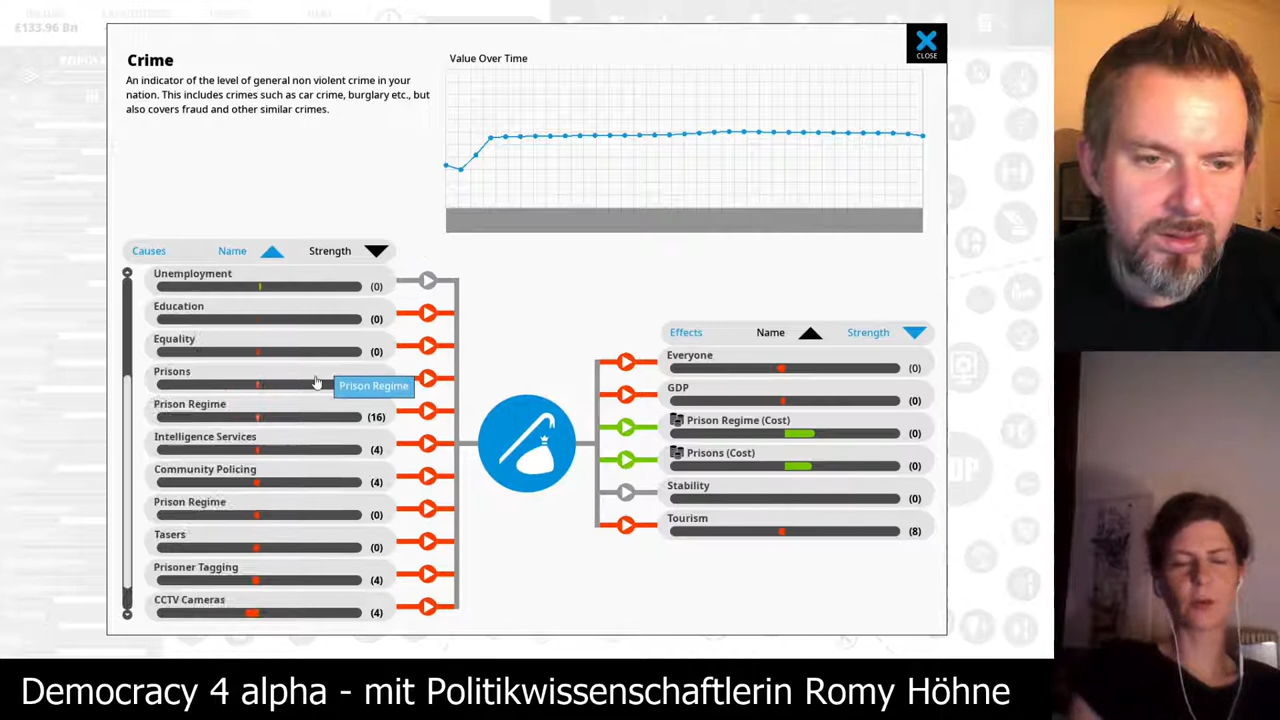 £133.96 Bn
Crime
An indicator of the level of general non violent crime in your
nation. This includes crimes such as car crime, burglary etc., but
also covers fraud and other similar crimes.
Value Over Time
CLOSE
Causes Name Strength
Unemployment
(0)
Education
(0)
Equality
(0)
Prisons
Prison Regime
Prison Regime
(16)
Intelligence Services
(4)
Community Policing
(4)
Prison Regime
(0)
Tasers
(0)
Prisoner Tagging
(4)
CCTV Cameras
(4)
Effects Name Strength
Everyone
(0)
GDP
(0)
Prison Regime (Cost)
(0)
Prisons (Cost)
(0)
Stability
(0)
Tourism
(8)
Democracy 4 alpha - mit Politikwissenschaftlerin Romy Höhne